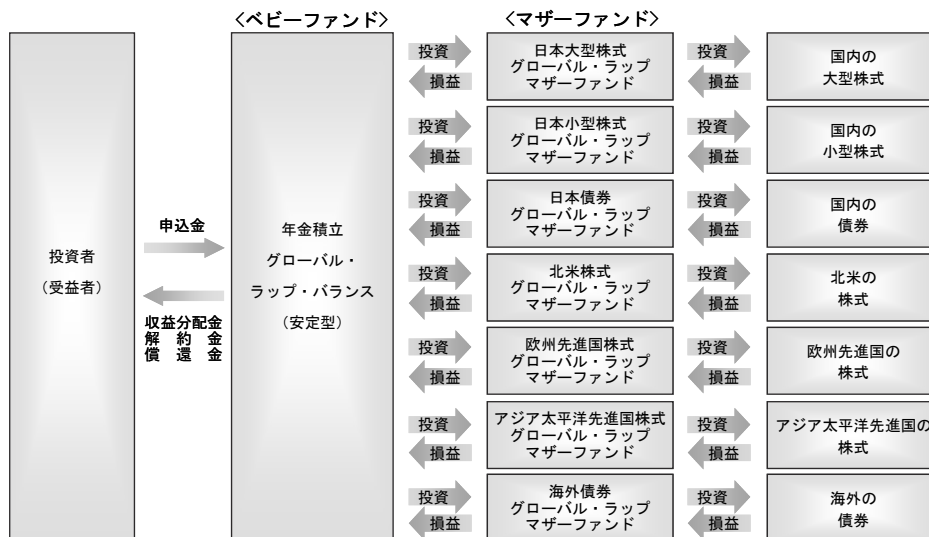 <ベビーファンド>
<マザーファンド>
投資者
(受益者)
申込金
収益分配金
解約金
償還金
年金積立
グローバル・
ラップ・バランス
(安定型)
投資
損益
日本大型株式
グローバル・ラップ
マザーファンド
投資
損益
国内の
大型株式
投資
損益
日本小型株式
グローバル・ラップ
マザーファンド
投資
損益
国内の
小型株式
投資
損益
日本債券
グローバル・ラップ
マザーファンド
投資
損益
国内の
債券
投資
損益
北米株式
グローバル・ラップ
マザーファンド
投資
損益
北米の
株式
投資
損益
欧州先進国株式
グローバル・ラップ
マザーファンド
投資
損益
欧州先進国の
株式
投資
損益
アジア太平洋先進国株式
グローバル・ラップ
マザーファンド
投資
損益
アジア太平洋先進国の
株式
投資
損益
海外債券
グローバル・ラップ
マザーファンド
投資
損益
海外の
債券